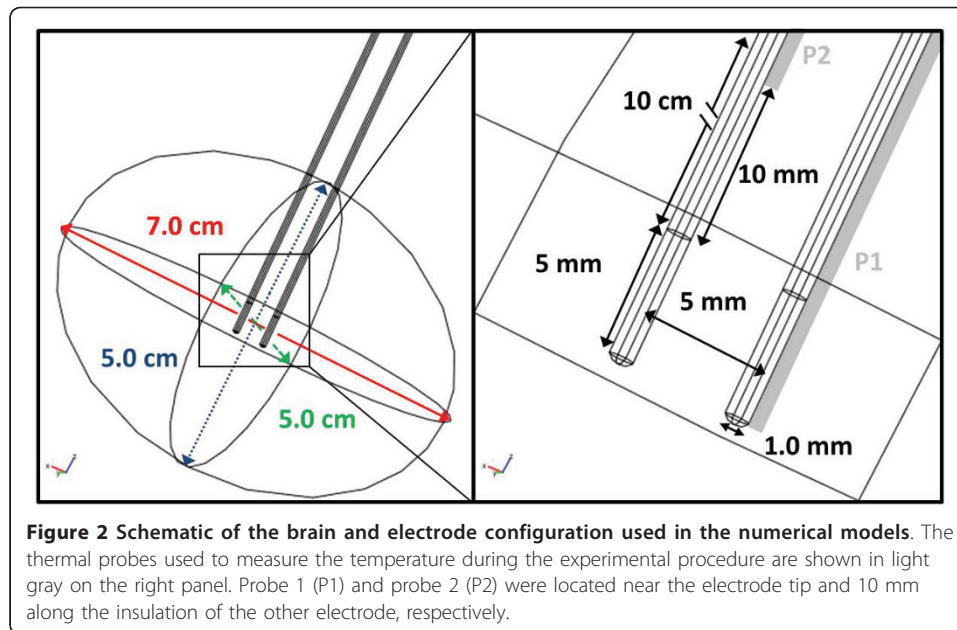 7.0 cm
5.0 cm
5.0 cm
x
y
z
P2
10 cm
10 mm
5 mm
P1
5 mm
1.0 mm
x
y
z
Figure 2 Schematic of the brain and electrode configuration used in the numerical models. The
thermal probes used to measure the temperature during the experimental procedure are shown in light
gray on the right panel. Probe 1 (P1) and probe 2 (P2) were located near the electrode tip and 10 mm
along the insulation of the other electrode, respectively.